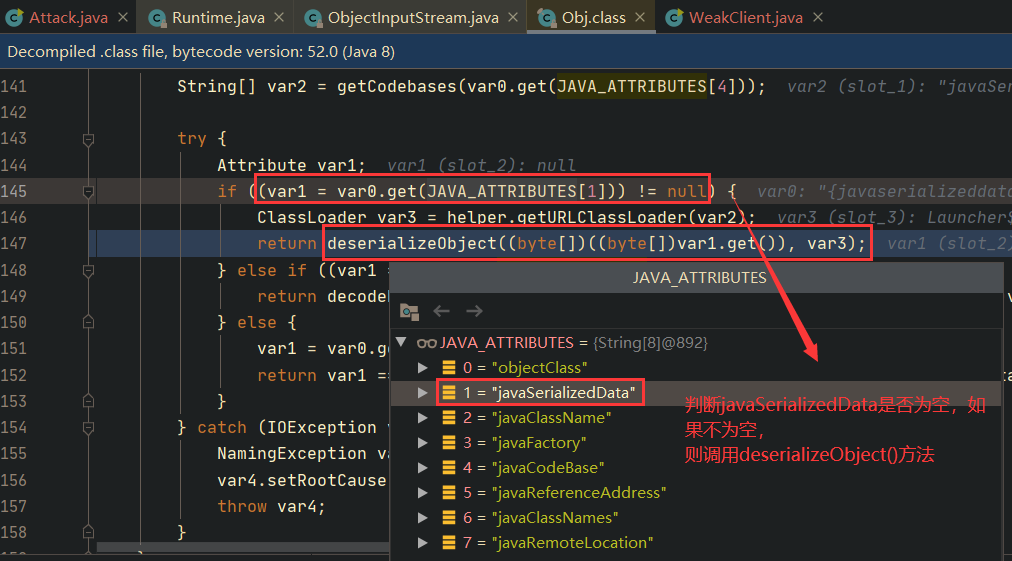 Attack.java × Runtime.java × ObjectInputStream.java × Obj.class × WeakClient.java ×
Decompiled .class file, bytecode version: 52.0 (Java 8)
141 String[] var2 = getCodebases(var0.get(JAVA_ATTRIBUTES[4])); var2 (slot_1): "javaSer
142
143 try {
144 Attribute var1; var1 (slot_2): null
145 if ((var1 = var0.get(JAVA_ATTRIBUTES[1])) != null) { var0: "{javaserializeddata
146 ClassLoader var3 = helper.getURLClassLoader(var2); var3 (slot_3): Launcher$
147 return deserializeObject((byte[])((byte[])var1.get()), var3); var1 (slot_2)
148 } else if ((var1 =
149 return decode
150 } else {
151 var1 = var0.ge
152 return var1 ==
153 }
154 } catch (IOException
155 NamingException va
156 var4.setRootCause
157 throw var4;
158 }
JAVA_ATTRIBUTES
JAVA_ATTRIBUTES = {String[8]@892}
0 = "objectClass"
1 = "javaSerializedData"
2 = "javaClassName"
3 = "javaFactory"
4 = "javaCodeBase"
5 = "javaReferenceAddress"
6 = "javaClassNames"
7 = "javaRemoteLocation"
判断javaSerializedData是否为空，如
果不为空，
则调用deserializeObject()方法